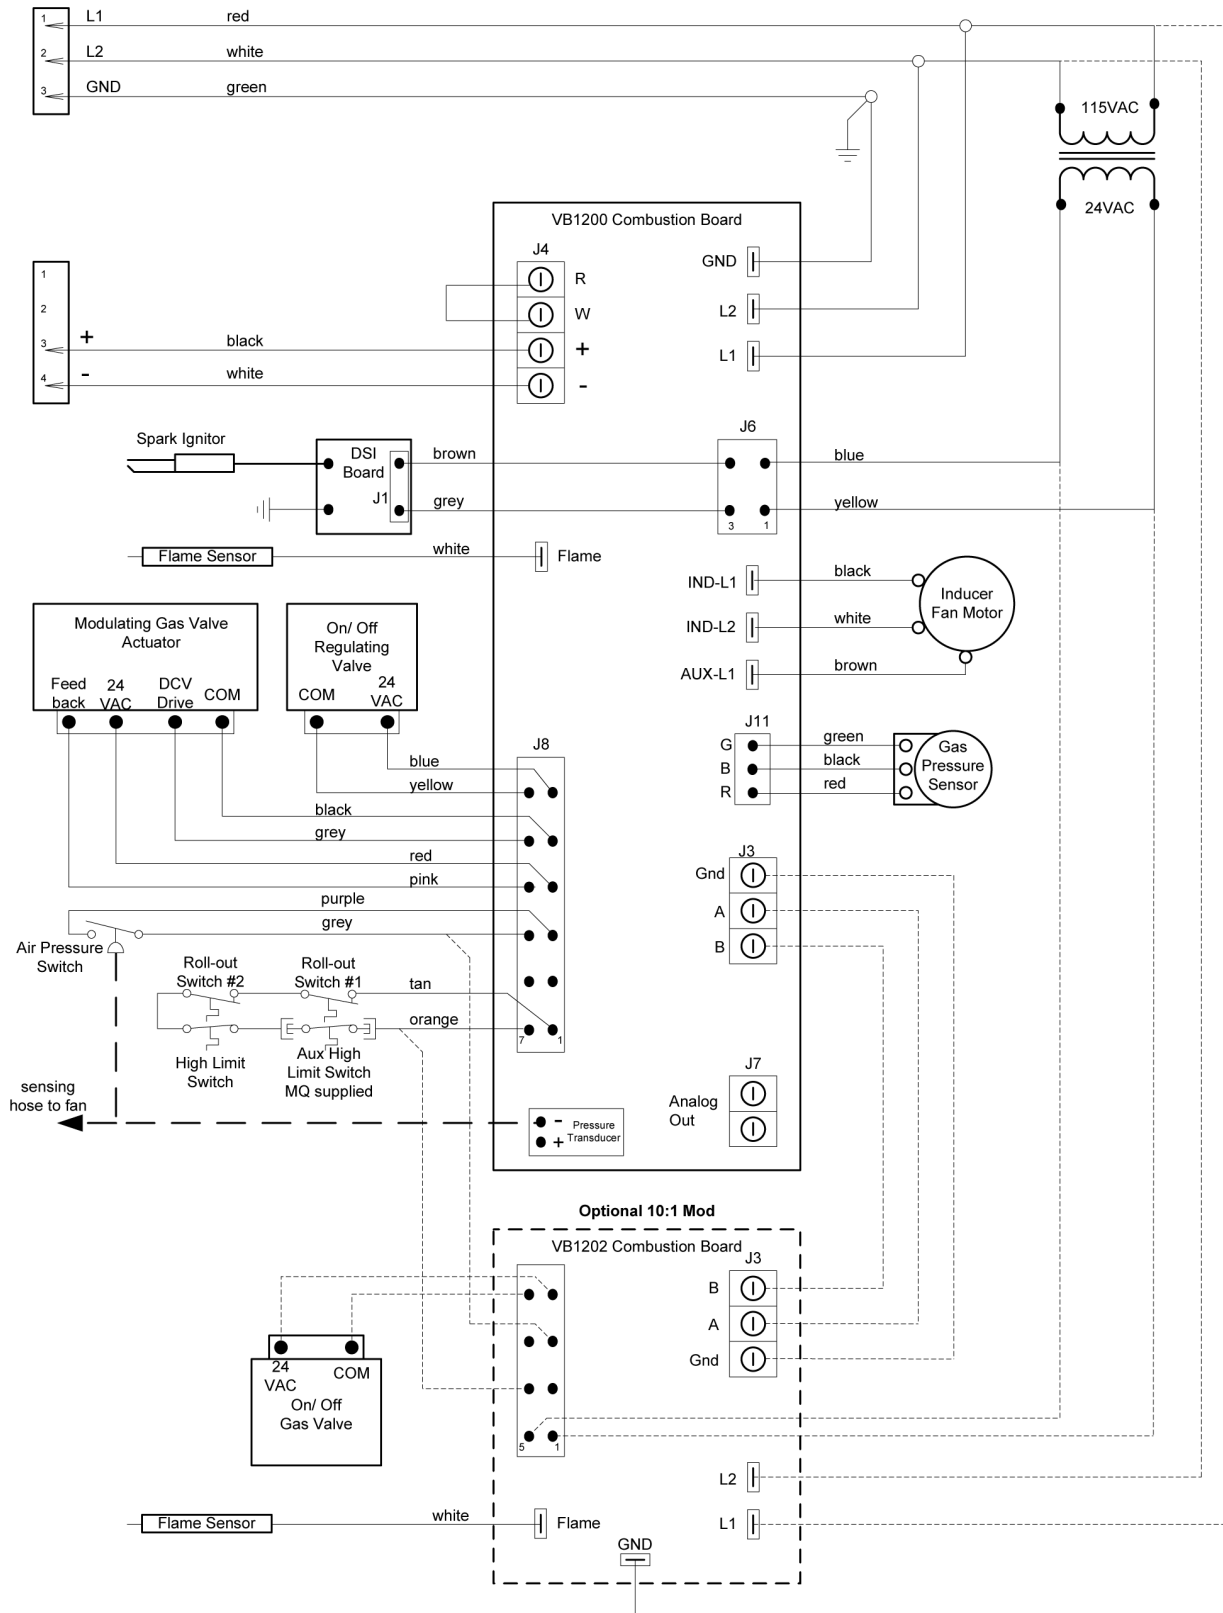 1 L1 red
2 L2 white
3 GND green
115VAC
24VAC
VB1200 Combustion Board
J4
R
W
+
-
GND
L2
L1
1
2
3 + black
4 - white
Spark Ignitor
DSI
Board
J1
brown
grey
J6
3 1
blue
yellow
Flame Sensor
white
Flame
IND-L1
black
IND-L2
white
AUX-L1
brown
Inducer
Fan Motor
Modulating Gas Valve
Actuator
Feed
back
24
VAC
DCV
Drive
COM
On/ Off
Regulating
Valve
COM
24
VAC
J8
blue
yellow
black
grey
red
pink
purple
grey
tan
orange
7 1
J11
G
B
R
green
black
red
Gas
Pressure
Sensor
J3
Gnd
A
B
Air Pressure
Switch
Roll-out
Switch #2
Roll-out
Switch #1
High Limit
Switch
Aux High
Limit Switch
MQ supplied
sensing
hose to fan
-
+
Pressure
Transducer
J7
Analog
Out
Optional 10:1 Mod
VB1202 Combustion Board
J3
B
A
Gnd
5 1
24
VAC
COM
On/ Off
Gas Valve
L2
L1
Flame Sensor
white
Flame
GND